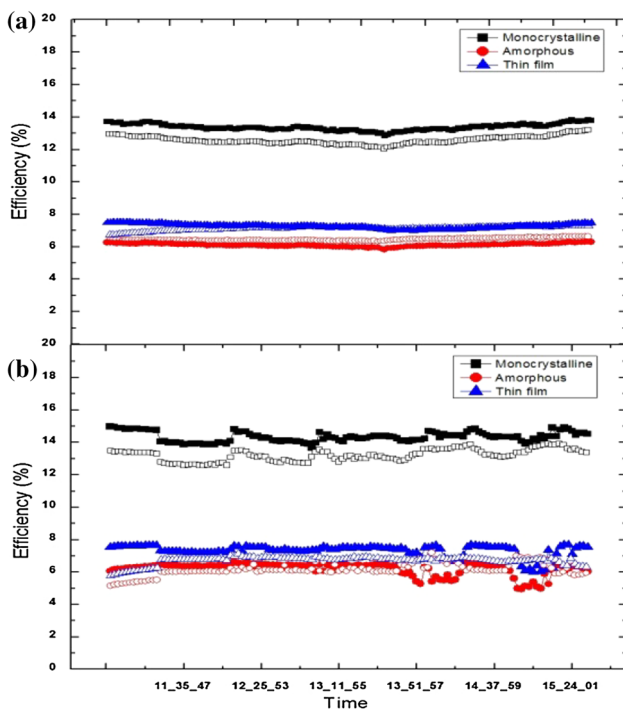 (a)
20
18
16
14
12
10
8
6
4
2
20
Efficiency (%)
Monocrystalline
Amorphous
Thin film
(b)
18
16
14
12
10
8
6
4
2
0
Efficiency (%)
Monocrystalline
Amorphous
Thin film
11_35_47 12_25_53 13_11_55 13_51_57 14_37_59 15_24_01
Time